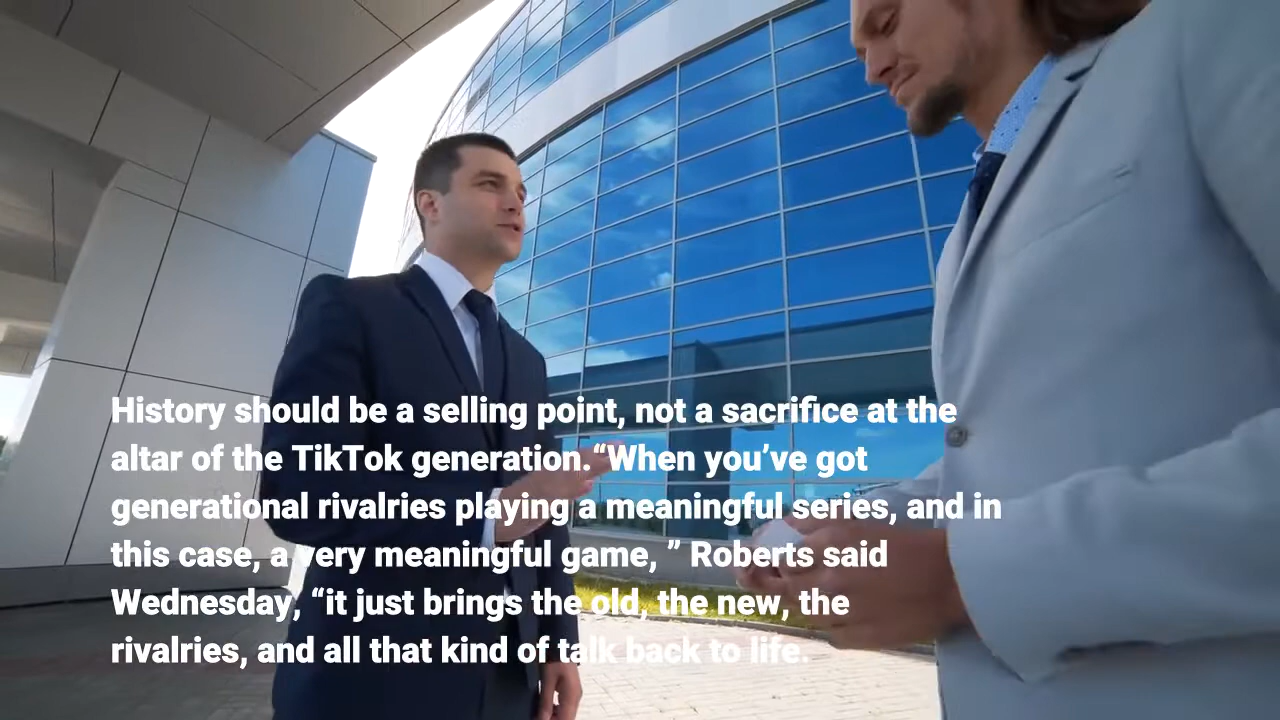 History should be a selling point, not a sacrifice at the
altar of the TikTok generation.“When you’ve got
generational rivalries playing a meaningful series, and in
this case, a very meaningful game, ” Roberts said
Wednesday, “it just brings the old, the new, the
rivalries, and all that kind of talk back to life.